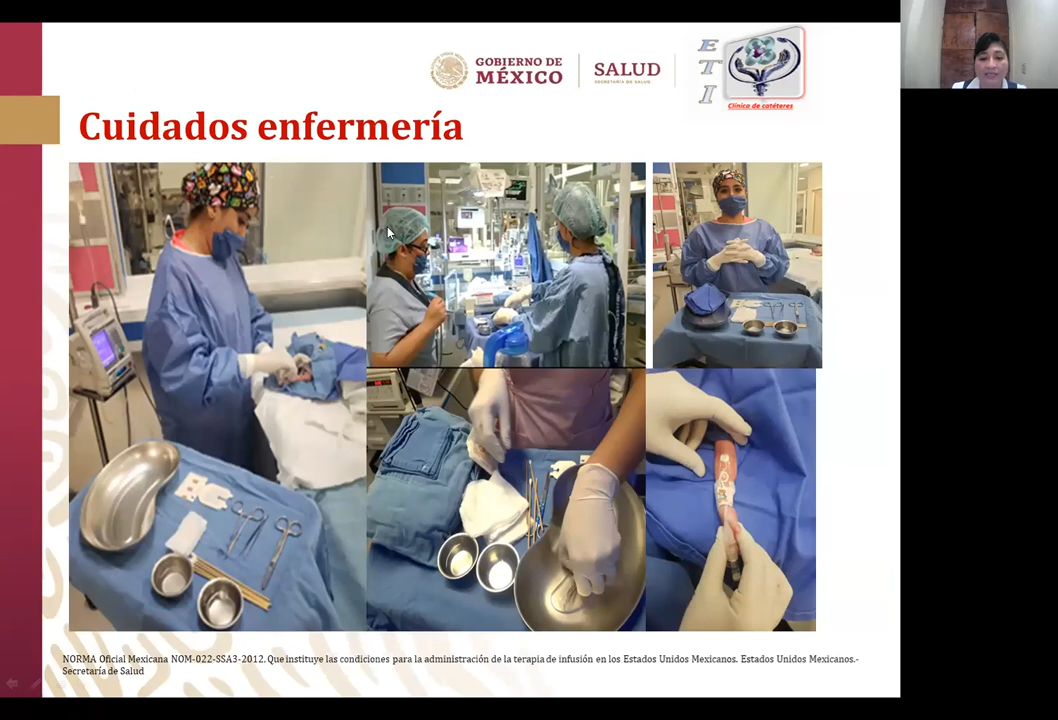 GOBIERNO DE
MÉXICO
SALUD
SECRETARÍA DE SALUD
ETI
Clínica de catéteres
Cuidados enfermería
NORMA Oficial Mexicana NOM-022-SSA3-2012. Que instituye las condiciones para la administración de la terapia de infusión en los Estados Unidos Mexicanos. Estados Unidos Mexicanos.-
Secretaría de Salud